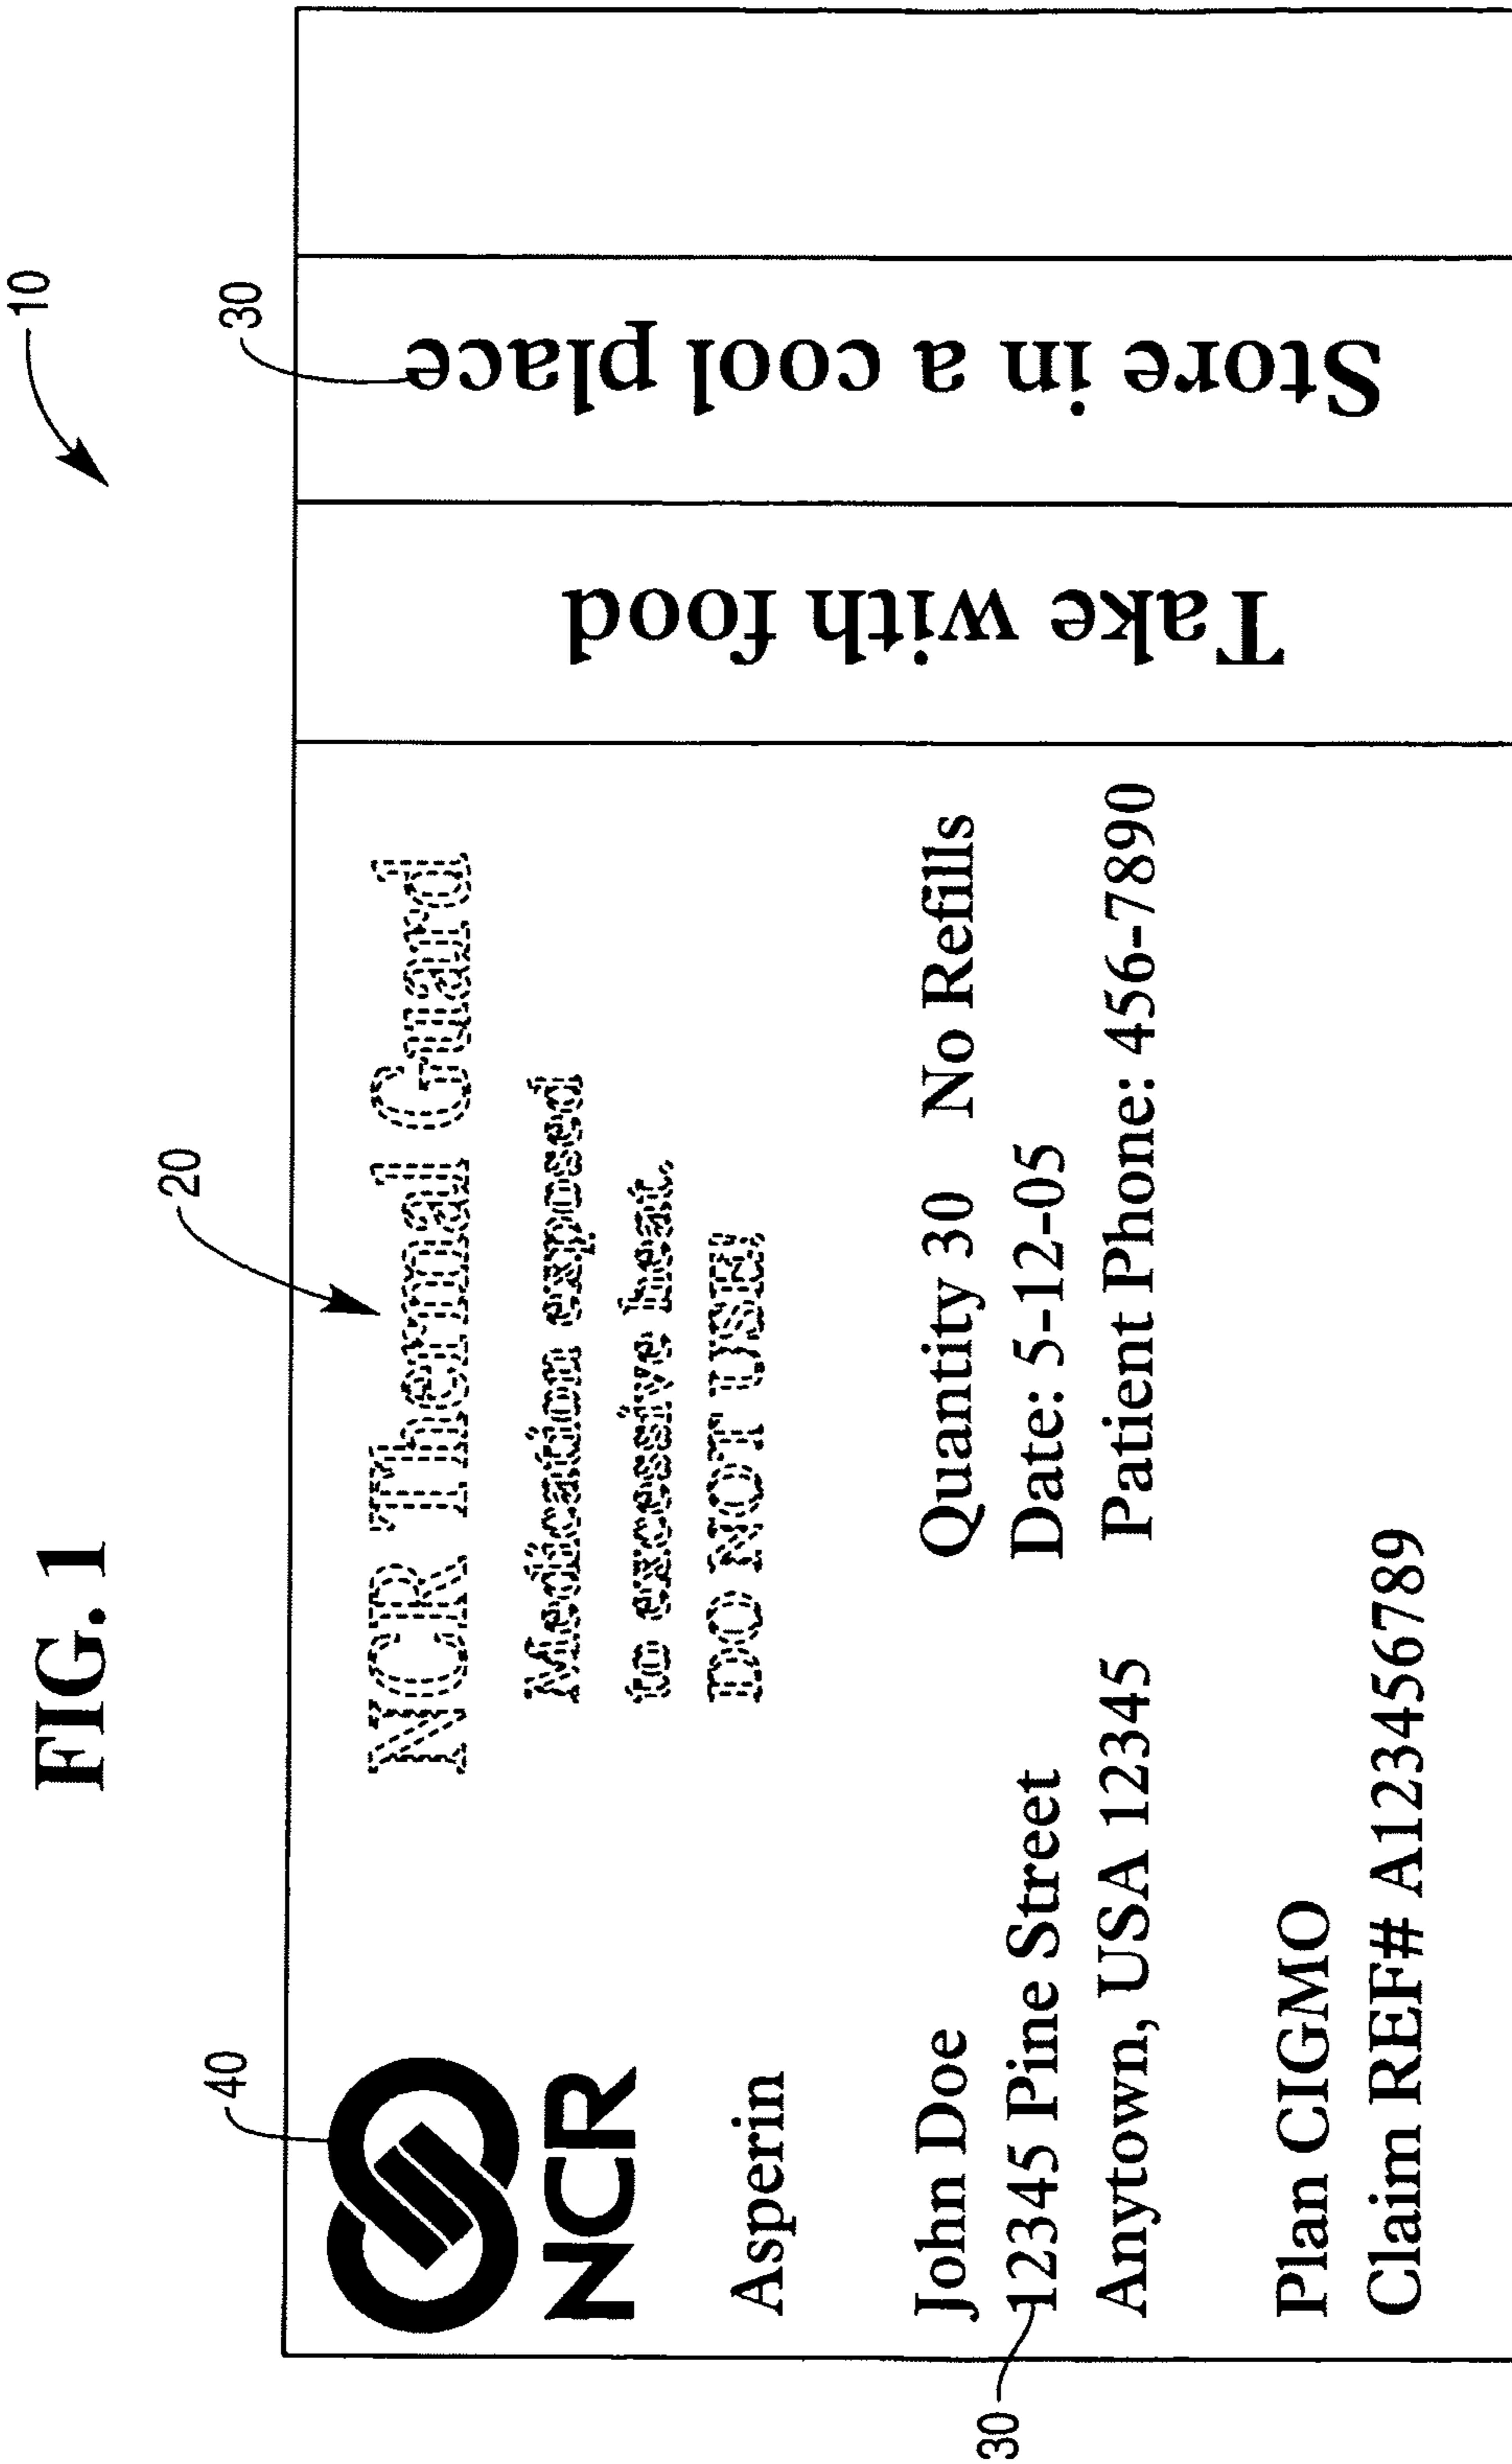 FIG. 1
10
20
30
40
NCR
NCR Thermal Guard
Medication exposed
to excessive heat.
DO NOT USE!
Asperin
John Doe
Quantity 30 No Refills
30
12345 Pine Street
Date: 5-12-05
Anytown, USA 12345
Patient Phone: 456-7890
Plan CIGMO
Claim REF# A123456789
Take with food
Store in a cool place